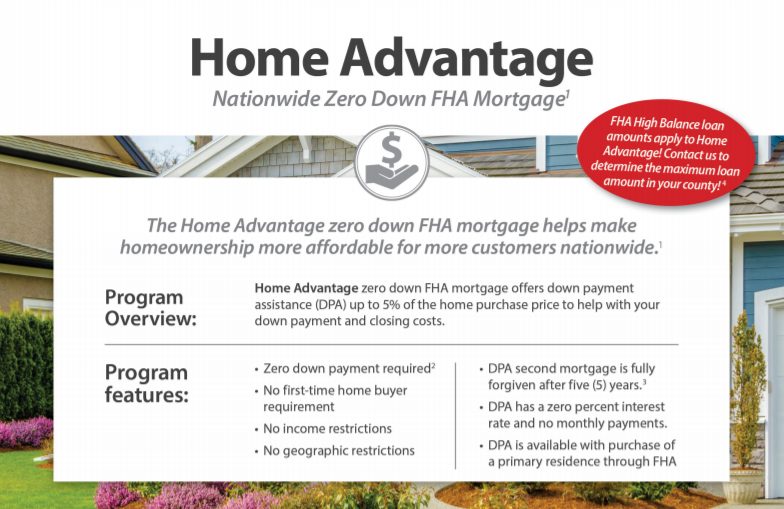 Home Advantage
Nationwide Zero Down FHA Mortgage¹
FHA High Balance loan
amounts apply to Home
Advantage! Contact us to
determine the maximum loan
amount in your county!⁴
$
The Home Advantage zero down FHA mortgage helps make
homeownership more affordable for more customers nationwide.¹
Program
Overview:
Home Advantage zero down FHA mortgage offers down payment
assistance (DPA) up to 5% of the home purchase price to help with your
down payment and closing costs.
Program
features:
• Zero down payment required²
• No first-time home buyer
requirement
• No income restrictions
• No geographic restrictions
• DPA second mortgage is fully
forgiven after five (5) years.³
• DPA has a zero percent interest
rate and no monthly payments.
• DPA is available with purchase of
a primary residence through FHA